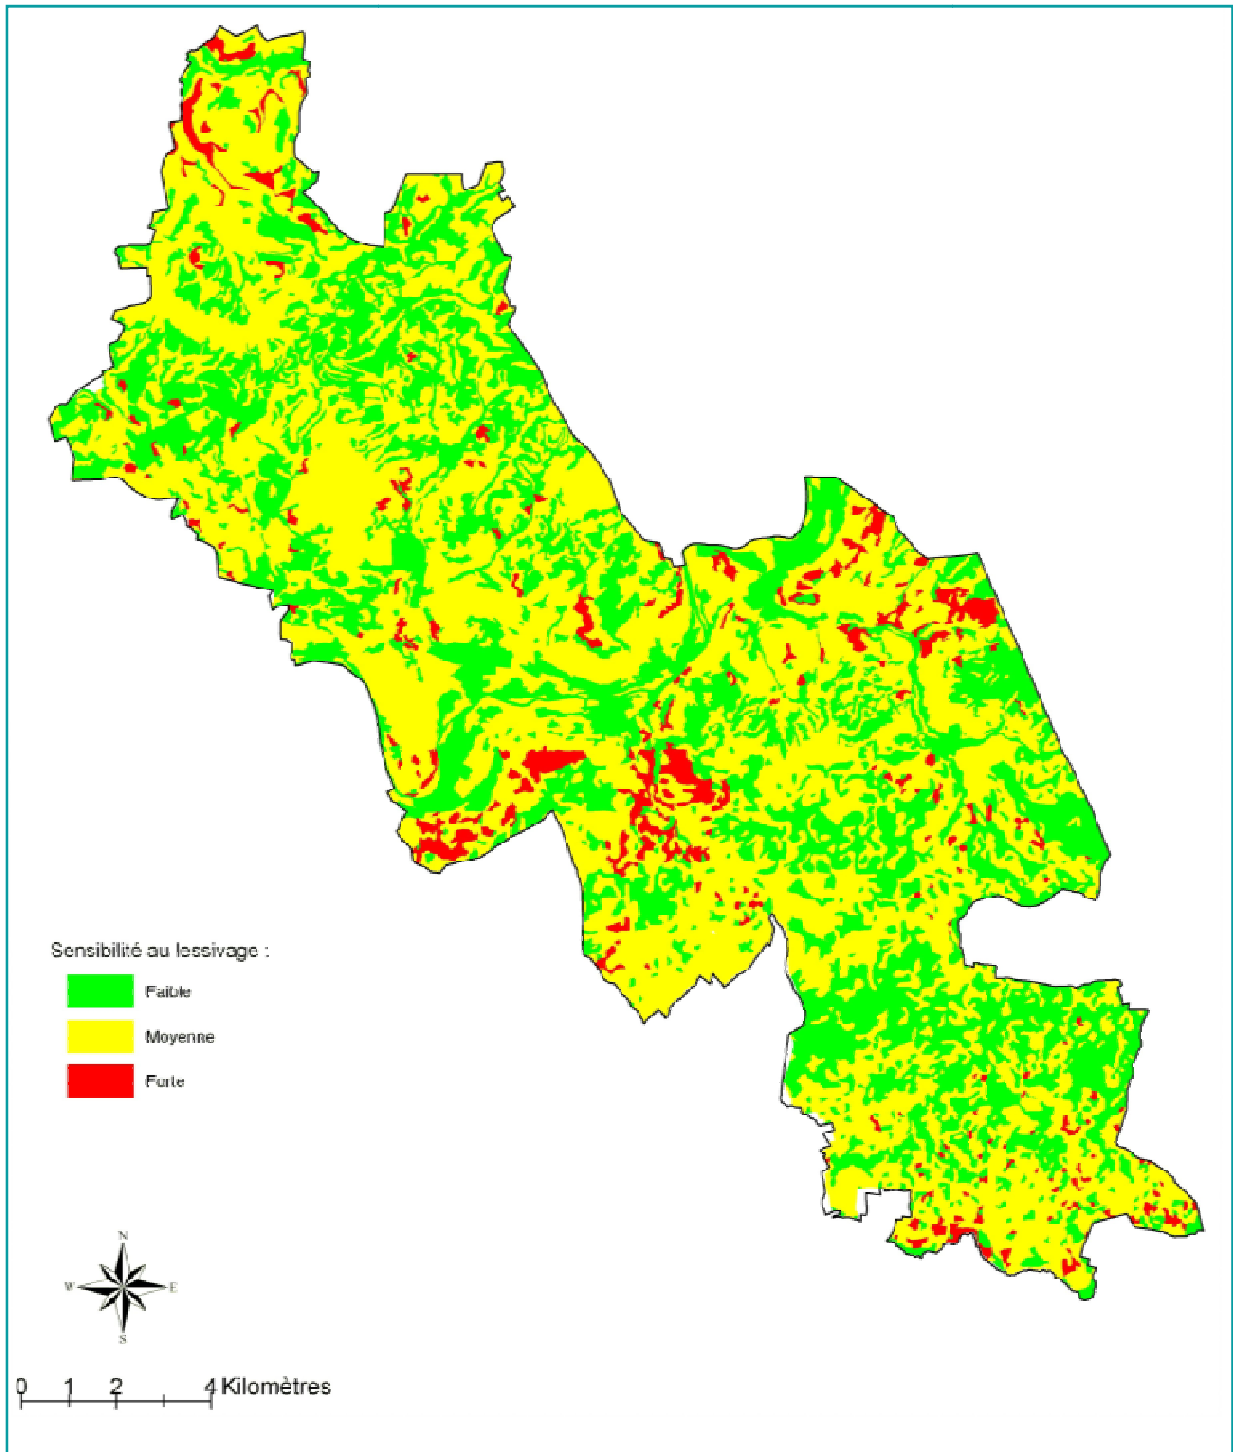 Sensibilité au lessivage :
Faible
Moyenne
Forte
N
W E
S
0 1 2 4 Kilomètres